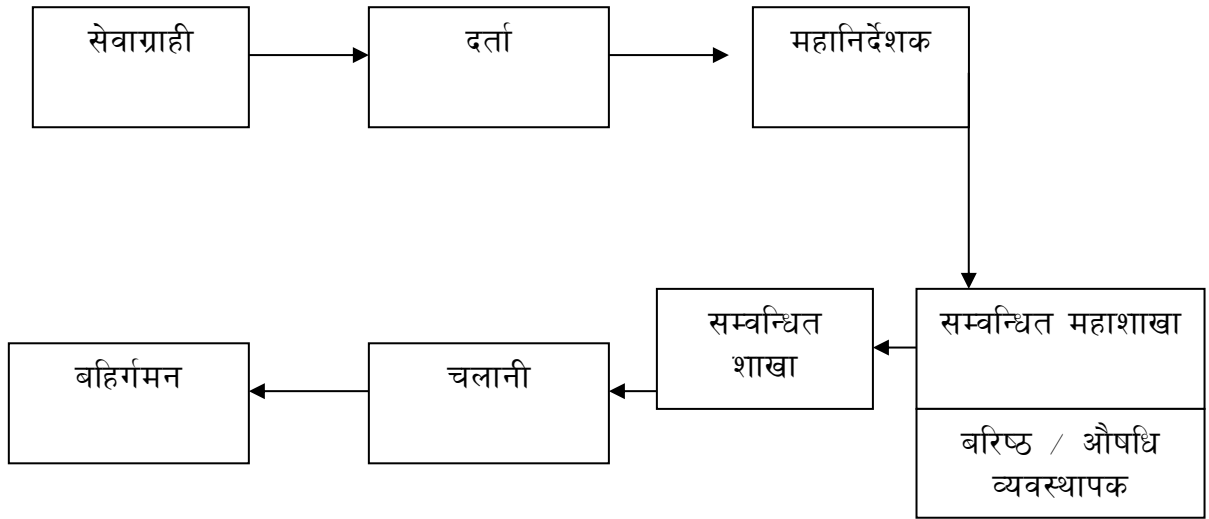 सेवाग्राही
दर्ता
महानिर्देशक
सम्वन्धित महाशाखा
बरिष्ठ / औषधि
व्यवस्थापक
सम्वन्धित
शाखा
चलानी
बहिर्गमन